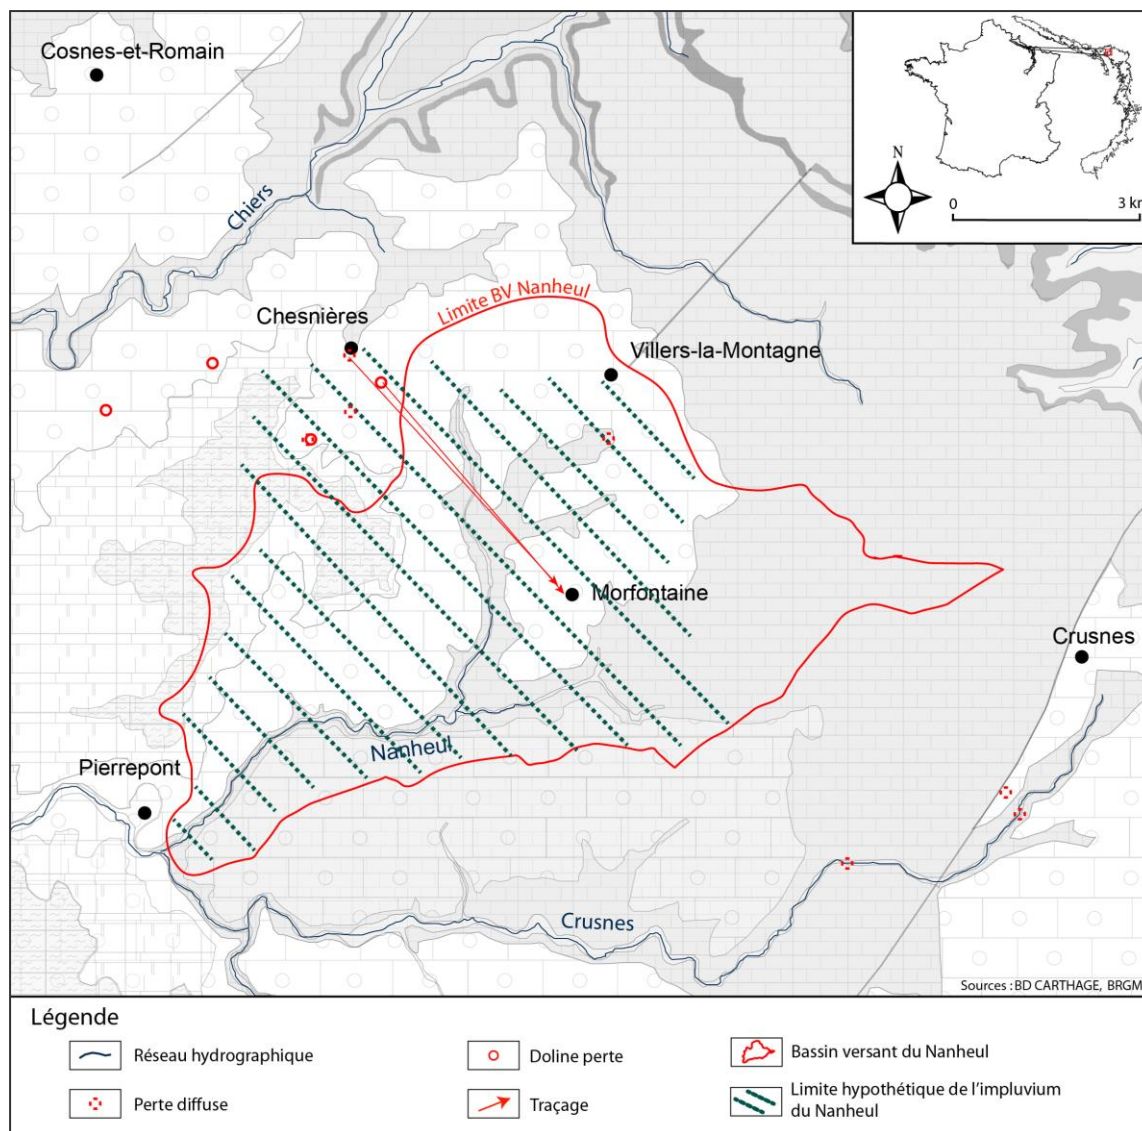 Cosnes-et-Romain
N
0 3 km
Chiers
Limite BV Nanheul
Chesnières
Villers-la-Montagne
Morfontaine
Crusnes
Nanheul
Pierrepont
Crusnes
Sources : BD CARTHAGE, BRGM
Légende
Réseau hydrographique
Doline perte
Bassin versant du Nanheul
Perte diffuse
Traçage
Limite hypothétique de l'impluvium
du Nanheul